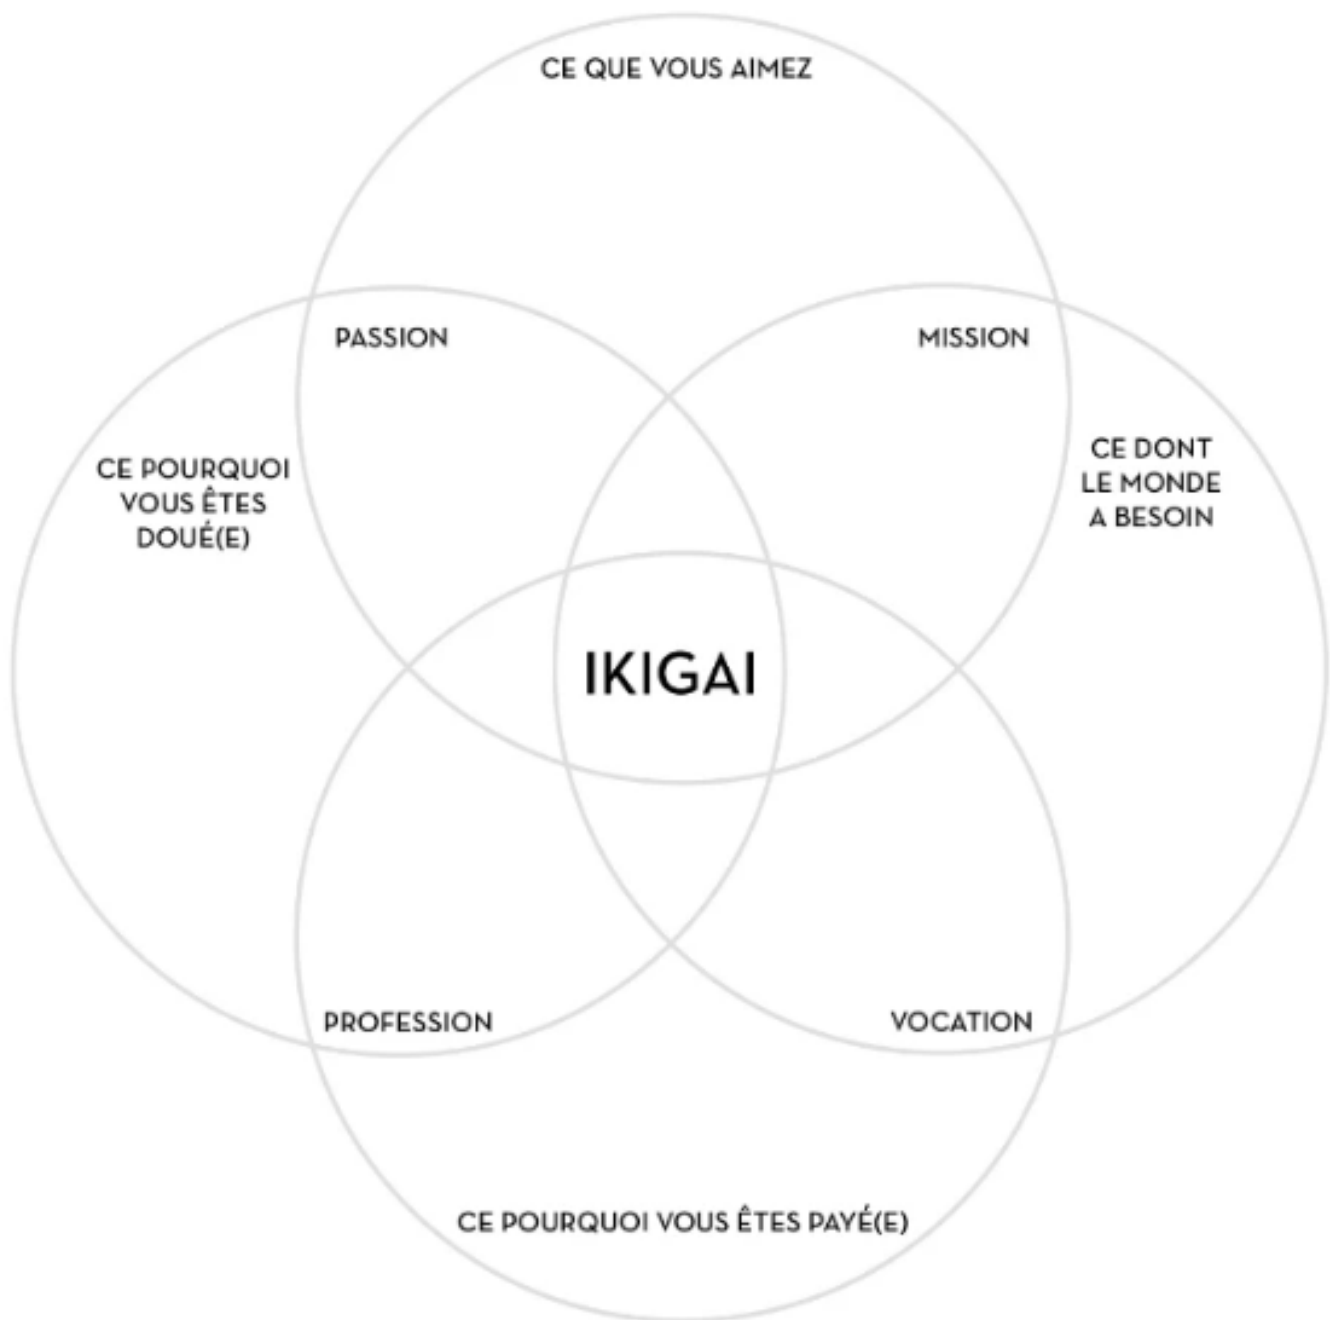 CE QUE VOUS AIMEZ
PASSION
MISSION
CE POURQUOI
VOUS ÊTES
DOUÉ(E)
CE DONT
LE MONDE
A BESOIN
IKIGAI
PROFESSION
VOCATION
CE POURQUOI VOUS ÊTES PAYÉ(E)